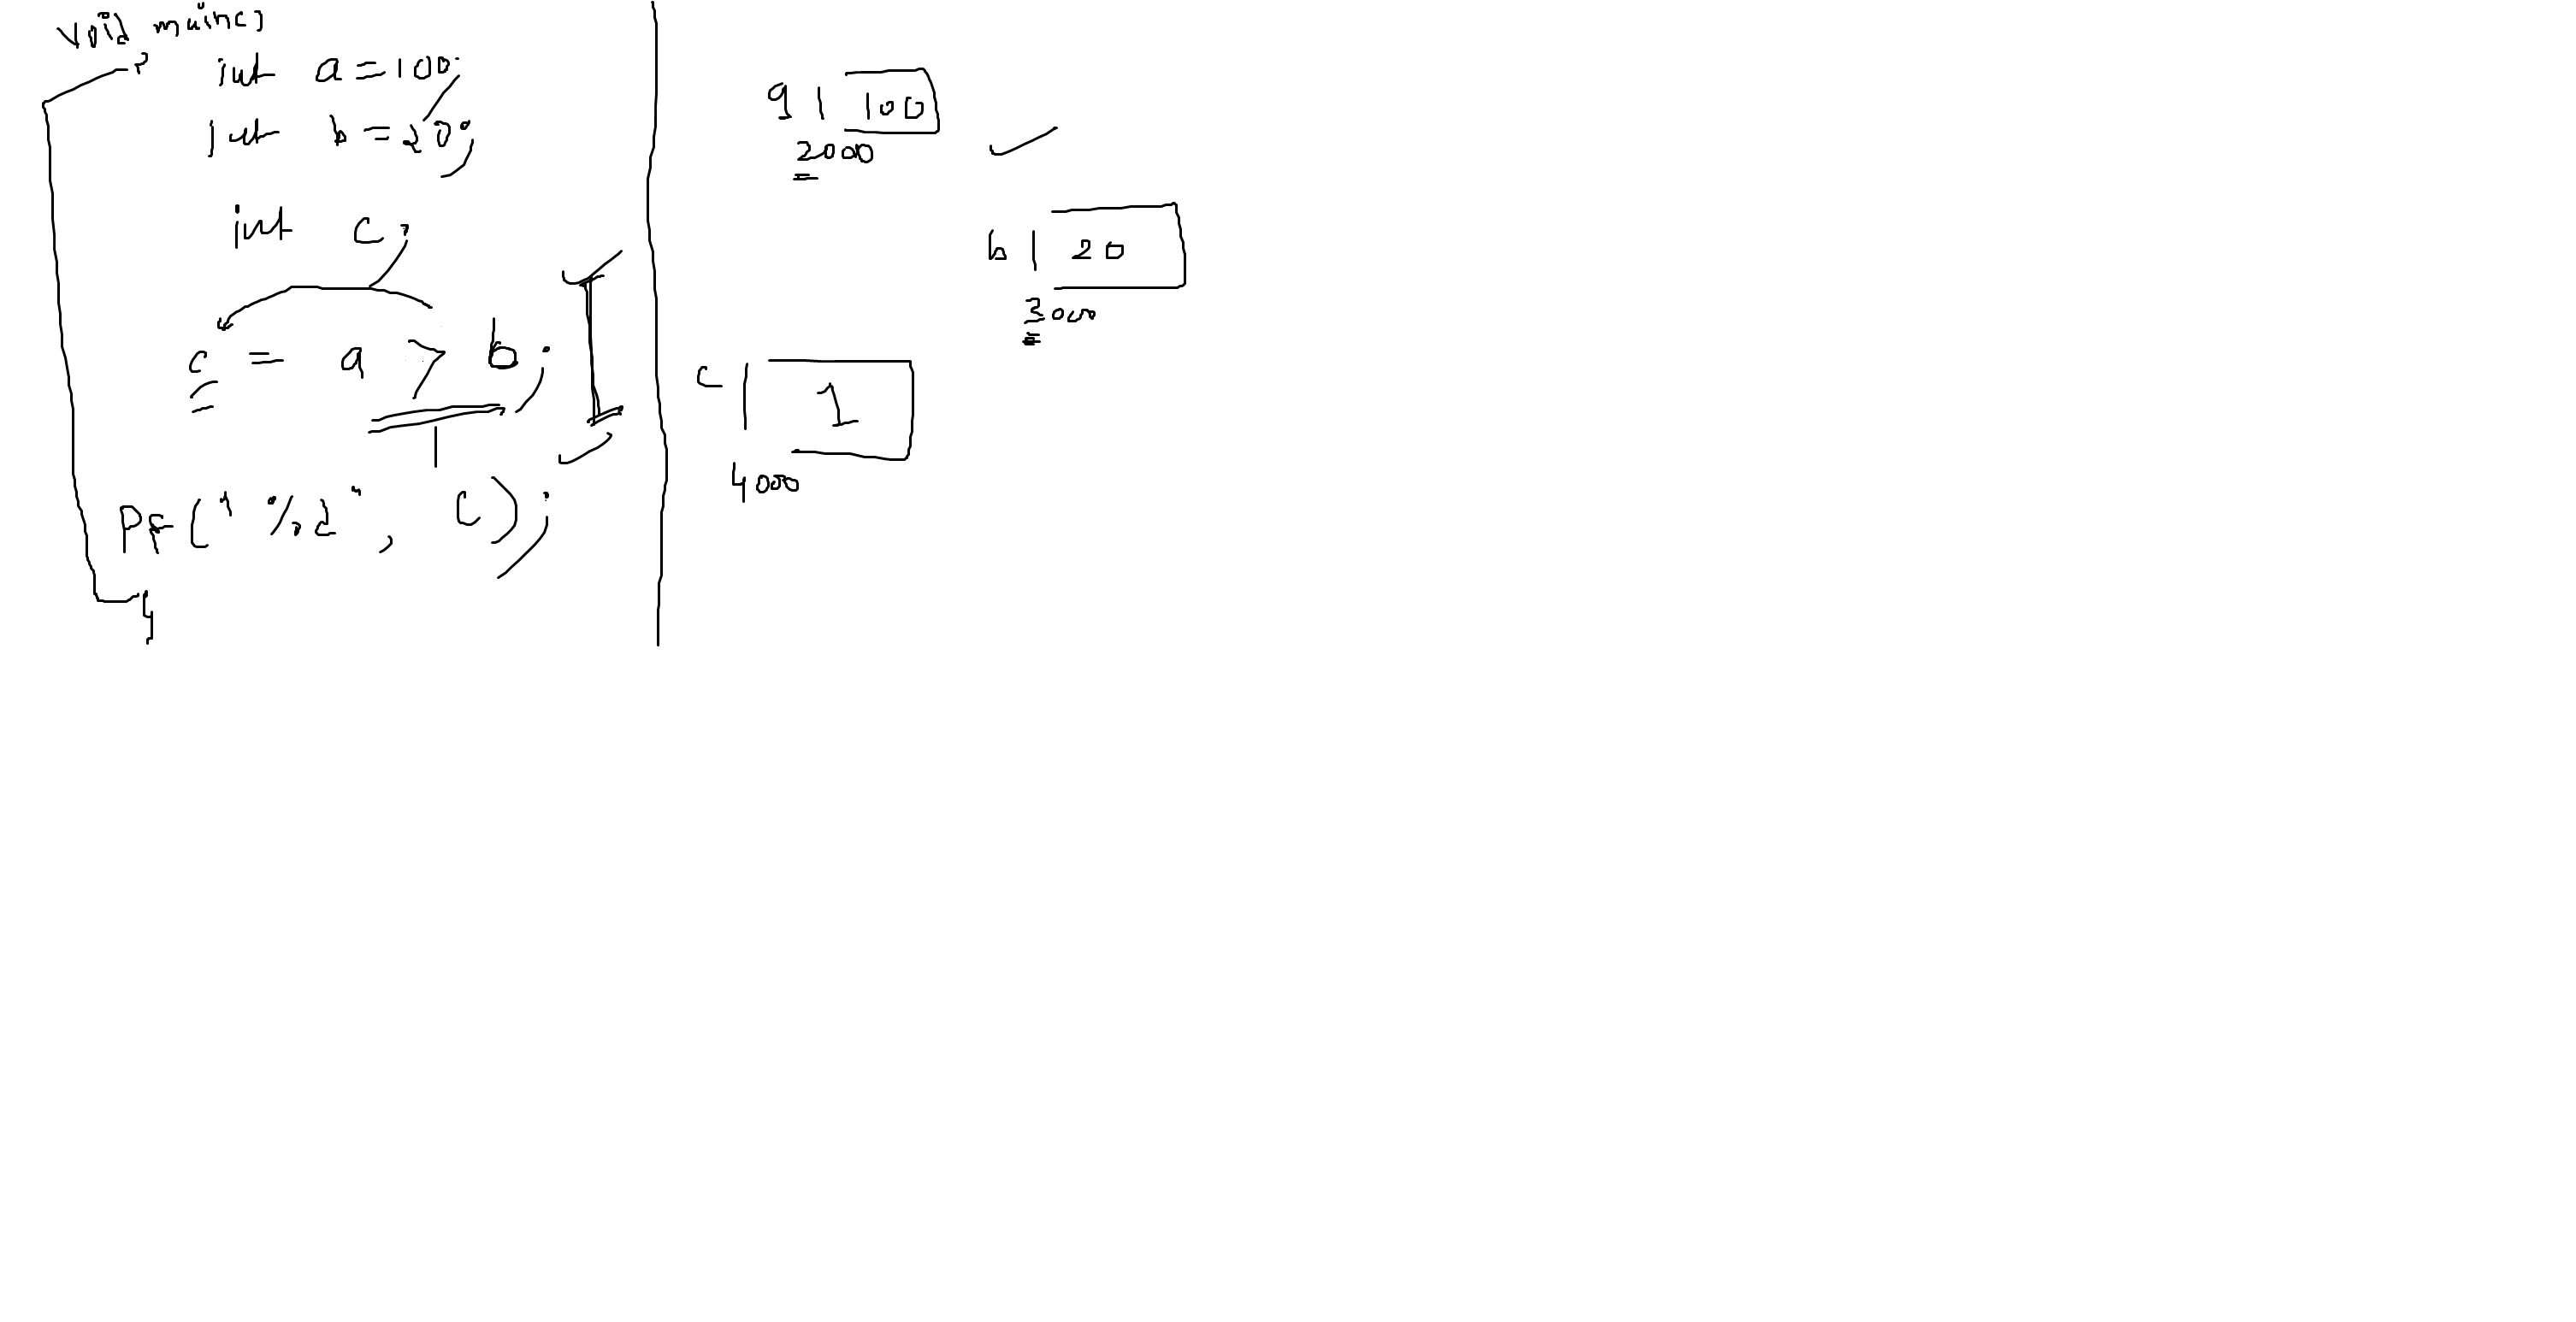 void main()
{
int a = 100;
int b = 20;
int c;
c = a > b;
1
Pf("%d", c);
}
a | 100
2000
b | 20
3000
c | 1
4000